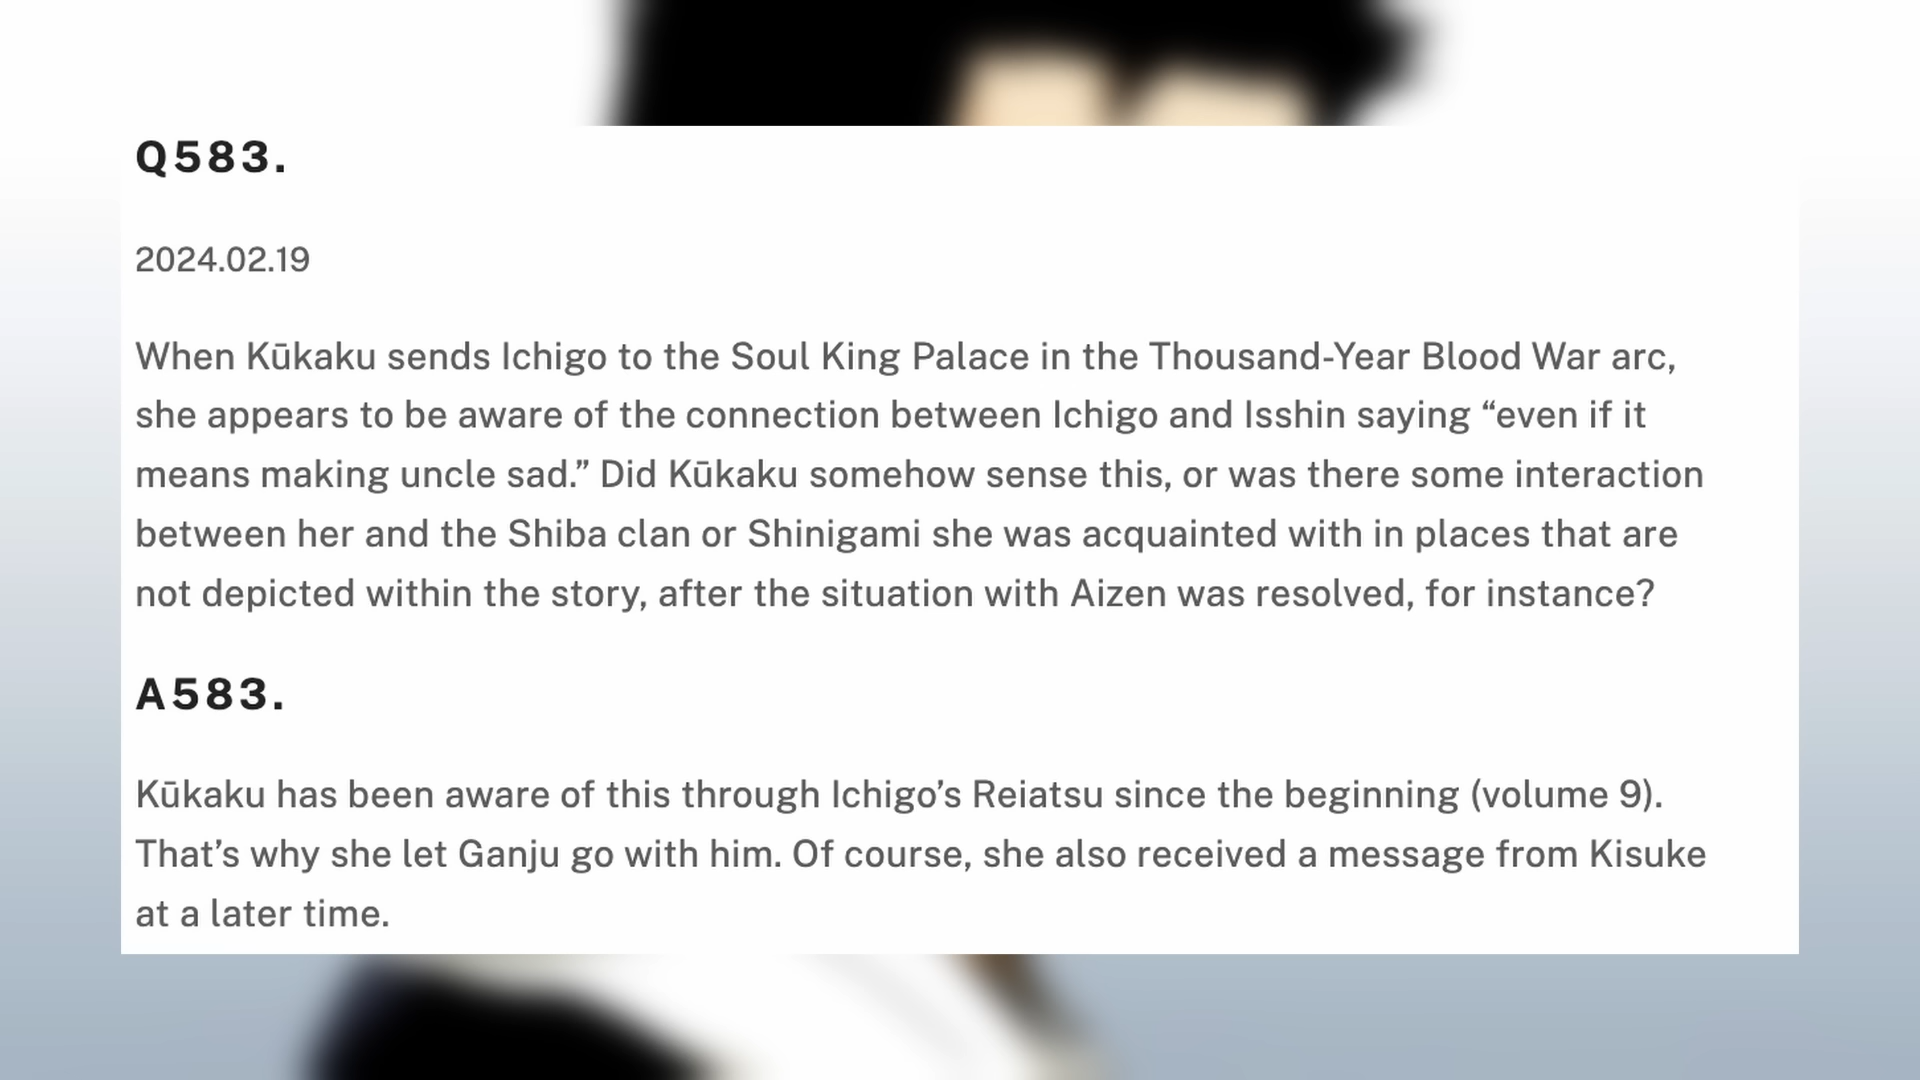 Q583.
2024.02.19
When Kūkaku sends Ichigo to the Soul King Palace in the Thousand-Year Blood War arc,
she appears to be aware of the connection between Ichigo and Isshin saying “even if it
means making uncle sad.” Did Kūkaku somehow sense this, or was there some interaction
between her and the Shiba clan or Shinigami she was acquainted with in places that are
not depicted within the story, after the situation with Aizen was resolved, for instance?
A583.
Kūkaku has been aware of this through Ichigo’s Reiatsu since the beginning (volume 9).
That’s why she let Ganju go with him. Of course, she also received a message from Kisuke
at a later time.